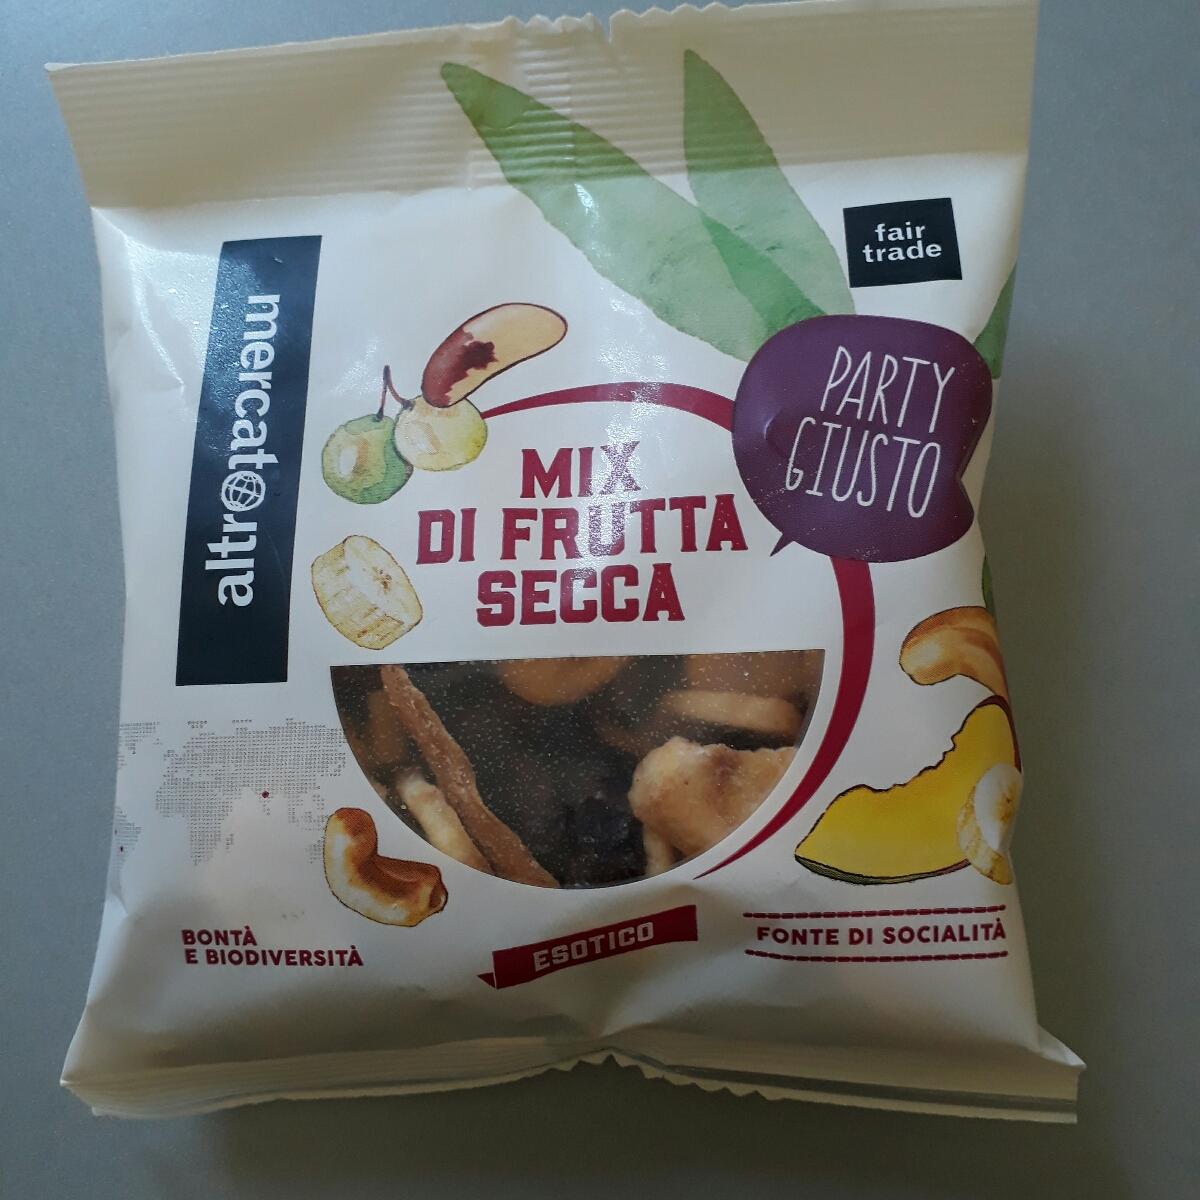 altromercato
fair
trade
PARTY
GIUSTO
MIX
DI FRUTTA
SECCA
BONTÀ
E BIODIVERSITÀ
ESOTICO
FONTE DI SOCIALITÀ